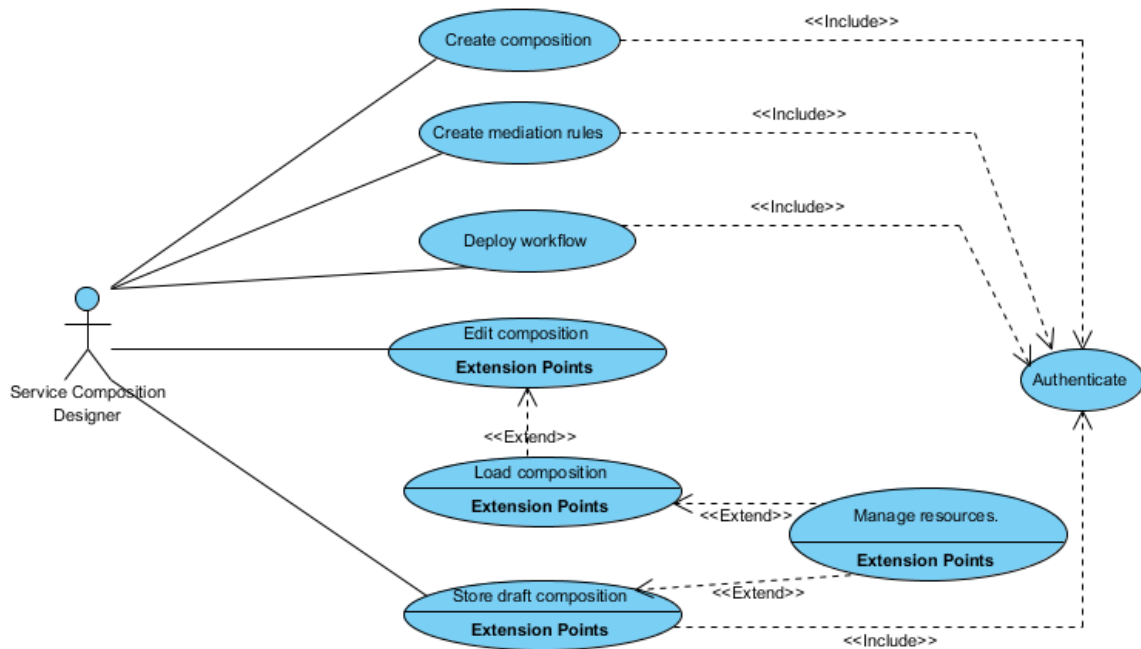 Create composition
<<Include>>
Create mediation rules
<<Include>>
Deploy workflow
<<Include>>
Edit composition
Extension Points
Service Composition
Designer
Authenticate
<<Extend>>
Load composition
Extension Points
<<Extend>>
Manage resources.
Extension Points
Store draft composition
Extension Points
<<Extend>>
<<Include>>